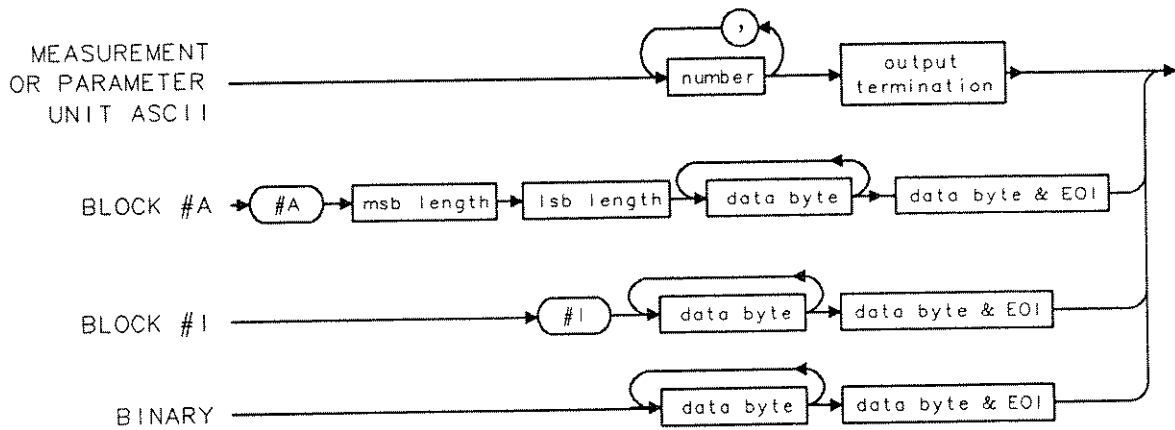 MEASUREMENT
OR PARAMETER
UNIT ASCII
,
number
output
termination
BLOCK #A
#A
msb length
lsb length
data byte
data byte & EOI
BLOCK #I
#I
data byte
data byte & EOI
BINARY
data byte
data byte & EOI